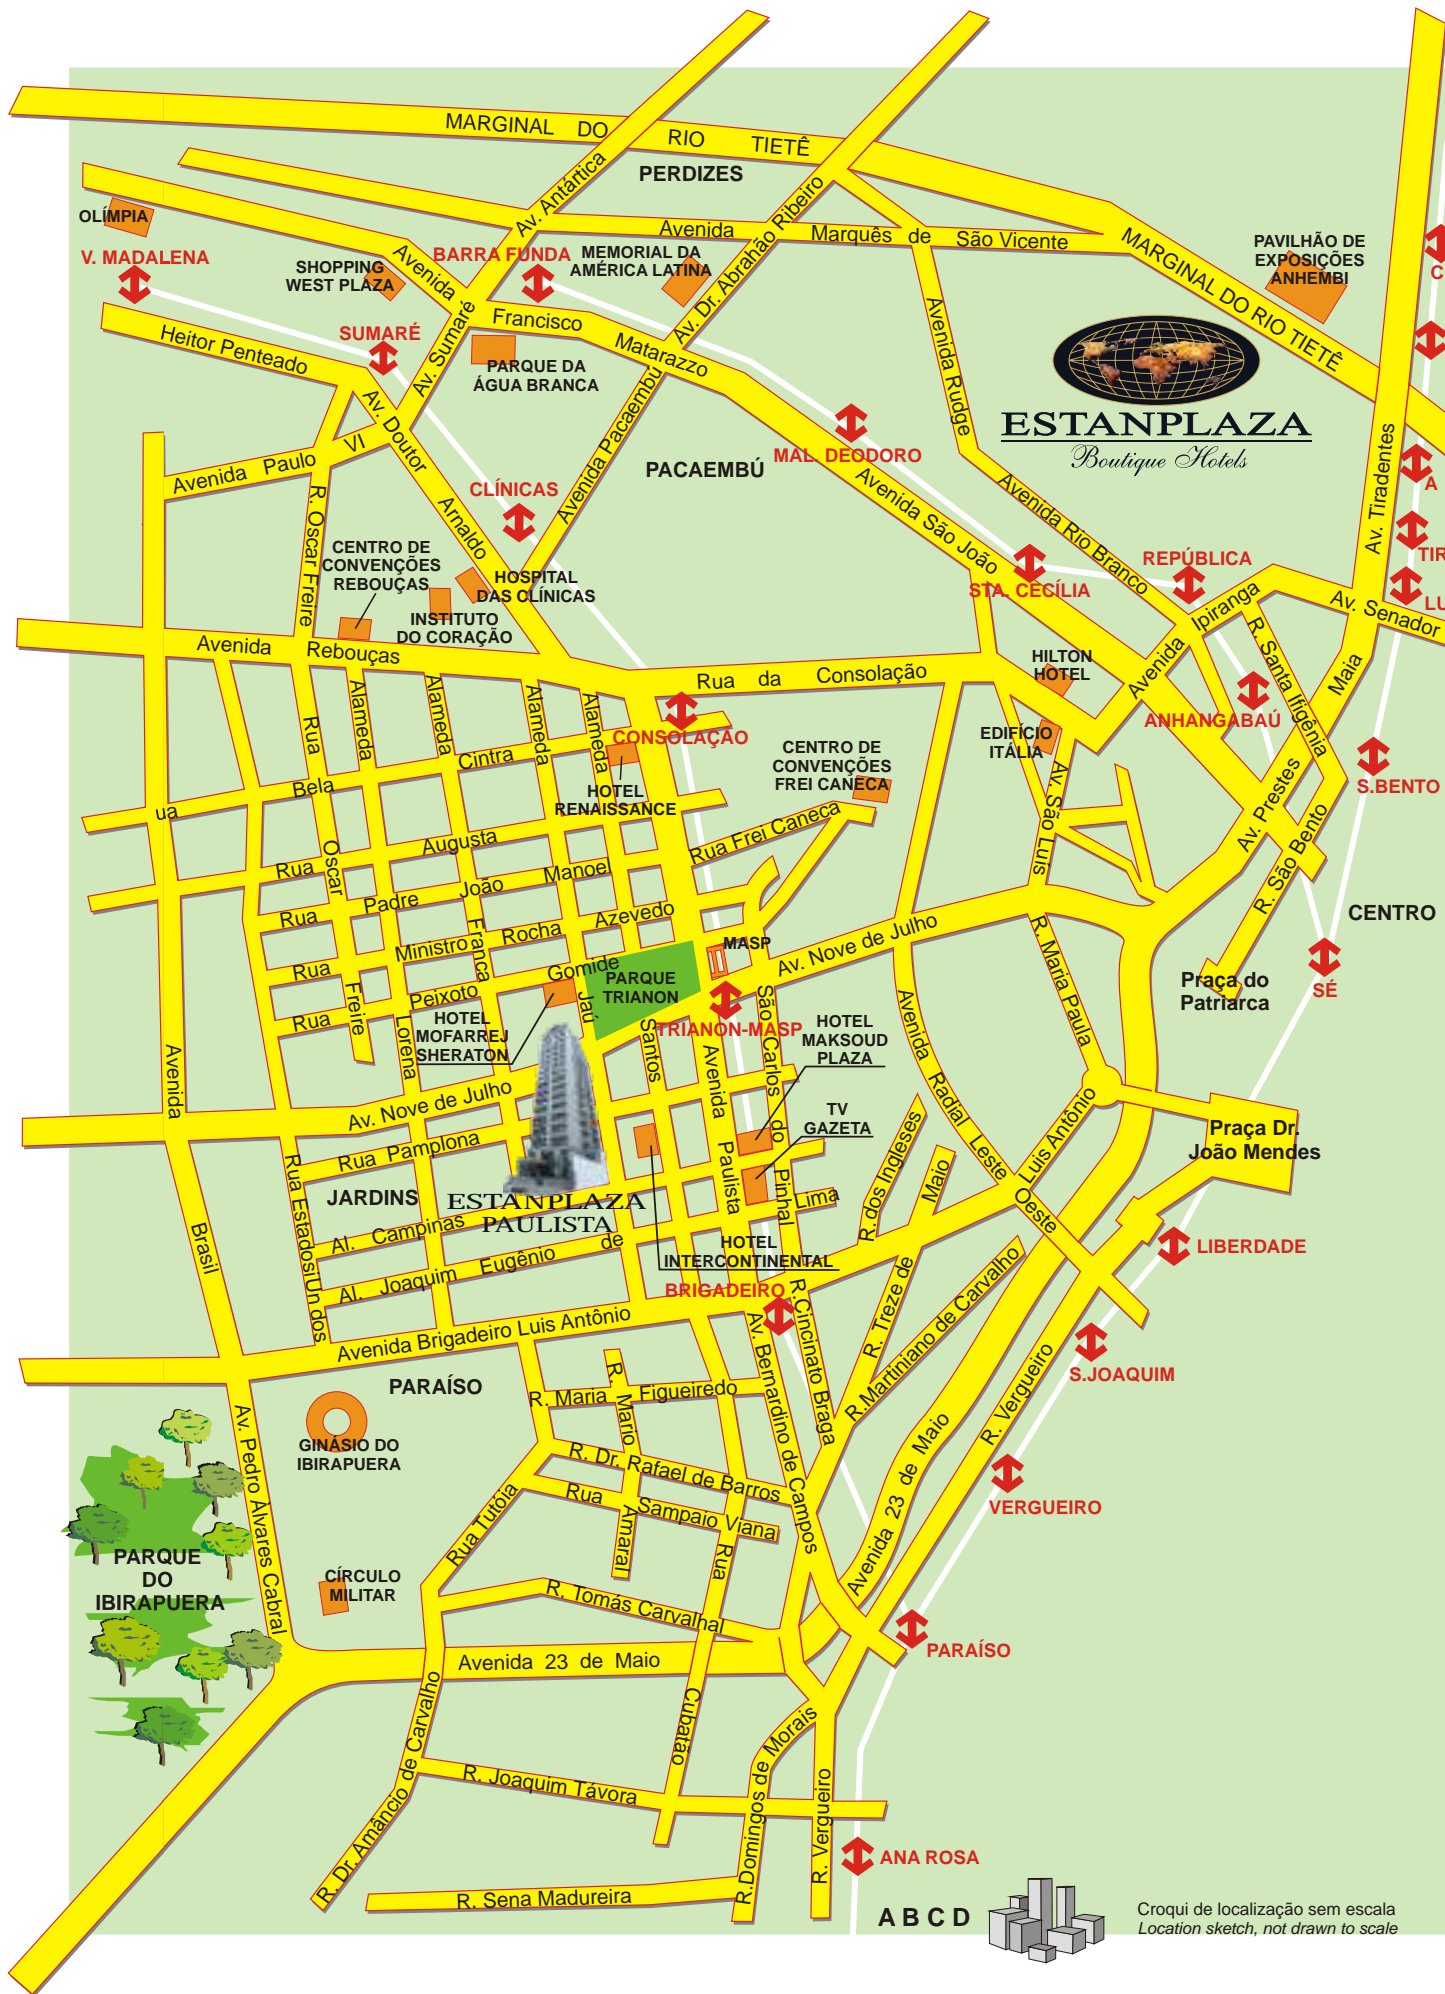 MARGINAL DO RIO TIETÊ
PERDIZES
Av. Antártica
Av. Dr. Abrahão Ribeiro
Avenida Marquês de São Vicente
MARGINAL DO RIO TIETÊ
OLÍMPIA
V. MADALENA
SHOPPING
WEST PLAZA
BARRA FUNDA
MEMORIAL DA
AMÉRICA LATINA
PAVILHÃO DE
EXPOSIÇÕES
ANHEMBI
C
Avenida Francisco Matarazzo
Heitor Penteado
SUMARÉ
Av. Sumaré
PARQUE DA
ÁGUA BRANCA
Avenida Rudge
ESTANPLAZA
Boutique Hotels
Av. Doutor Arnaldo
Avenida Paulo VI
Avenida Pacaembú
PACAEMBÚ
MAL. DEODORO
Avenida São João
Avenida Rio Branco
Av. Tiradentes
A
TIR
LU
R. Oscar Freire
CLÍNICAS
CENTRO DE
CONVENÇÕES
REBOUÇAS
HOSPITAL
DAS CLÍNICAS
INSTITUTO
DO CORAÇÃO
STA. CECÍLIA
REPÚBLICA
Avenida Ipiranga
Av. Senador
Avenida Rebouças
Rua da Consolação
HILTON
HOTEL
R. Santa Ifigênia
ANHANGABAÚ
EDIFÍCIO
ITÁLIA
Av. São Luis
Av. Prestes Maia
S.BENTO
R. São Bento
CONSOLAÇÃO
HOTEL
RENAISSANCE
CENTRO DE
CONVENÇÕES
FREI CANECA
Rua Frei Caneca
ua Bela Cintra
Rua Augusta
Rua Padre João Manoel
Rua Ministro Rocha Azevedo
Rua Peixoto Gomide
Rua Oscar Freire
Alameda Lorena
Alameda Franca
Alameda Jaú
Alameda Santos
PARQUE
TRIANON
MASP
TRIANON-MASP
Av. Nove de Julho
R. Maria Paula
CENTRO
Praça do
Patriarca
SÉ
HOTEL
MOFARREJ
SHERATON
HOTEL
MAKSOUD
PLAZA
TV
GAZETA
São Carlos do Pinhal
Avenida Paulista
Avenida Radial Leste Oeste
Av. Nove de Julho
Avenida Brasil
Rua Pamplona
JARDINS
ESTANPLAZA
PAULISTA
Rua EstadosiUn dos
Al. Campinas
Al. Joaquim Eugênio de Lima
HOTEL
INTERCONTINENTAL
R. dos Ingleses
R. Treze de Maio
Luis Antônio
Praça Dr.
João Mendes
LIBERDADE
BRIGADEIRO
Avenida Brigadeiro Luis Antônio
PARAÍSO
R.Cincinato Braga
Av. Bernardino de Campos
R.Martiniano de Carvalho
S.JOAQUIM
R. Vergueiro
Avenida 23 de Maio
VERGUEIRO
GINÁSIO DO
IBIRAPUERA
Av. Pedro Àlvares Cabral
R. Maria Figueiredo
R. Mario Amaral
R. Dr. Rafael de Barros
Rua Sampaio Viana
Rua Tutóia
Rua Cubatão
PARQUE
DO
IBIRAPUERA
CÍRCULO
MILITAR
R. Tomás Carvalhal
PARAÍSO
Avenida 23 de Maio
R. Dr. Amâncio de Carvalho
R. Joaquim Távora
R.Domingos de Morais
R. Vergueiro
ANA ROSA
R. Sena Madureira
A B C D
Croqui de localização sem escala
Location sketch, not drawn to scale